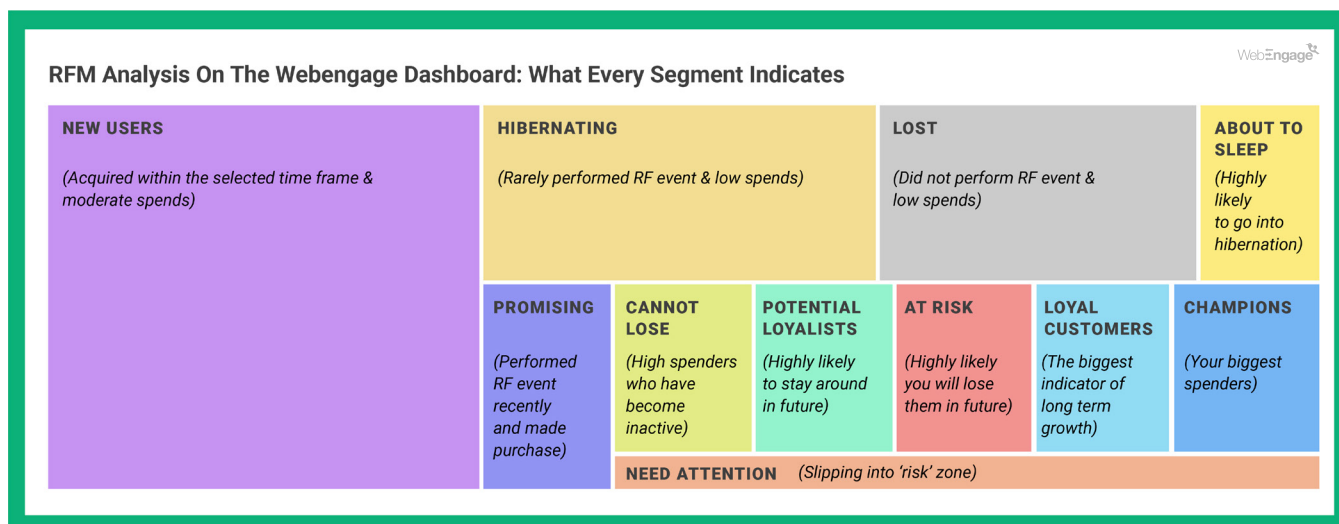 WebEngage
RFM Analysis On The Webengage Dashboard: What Every Segment Indicates
NEW USERS
(Acquired within the selected time frame &
moderate spends)
HIBERNATING
(Rarely performed RF event & low spends)
LOST
(Did not perform RF event &
low spends)
ABOUT TO
SLEEP
(Highly
likely
to go into
hibernation)
PROMISING
(Performed
RF event
recently
and made
purchase)
CANNOT
LOSE
(High spenders
who have
become
inactive)
POTENTIAL
LOYALISTS
(Highly likely
to stay around
in future)
AT RISK
(Highly likely
you will lose
them in future)
LOYAL
CUSTOMERS
(The biggest
indicator of
long term
growth)
CHAMPIONS
(Your biggest
spenders)
NEED ATTENTION (Slipping into ‘risk’ zone)